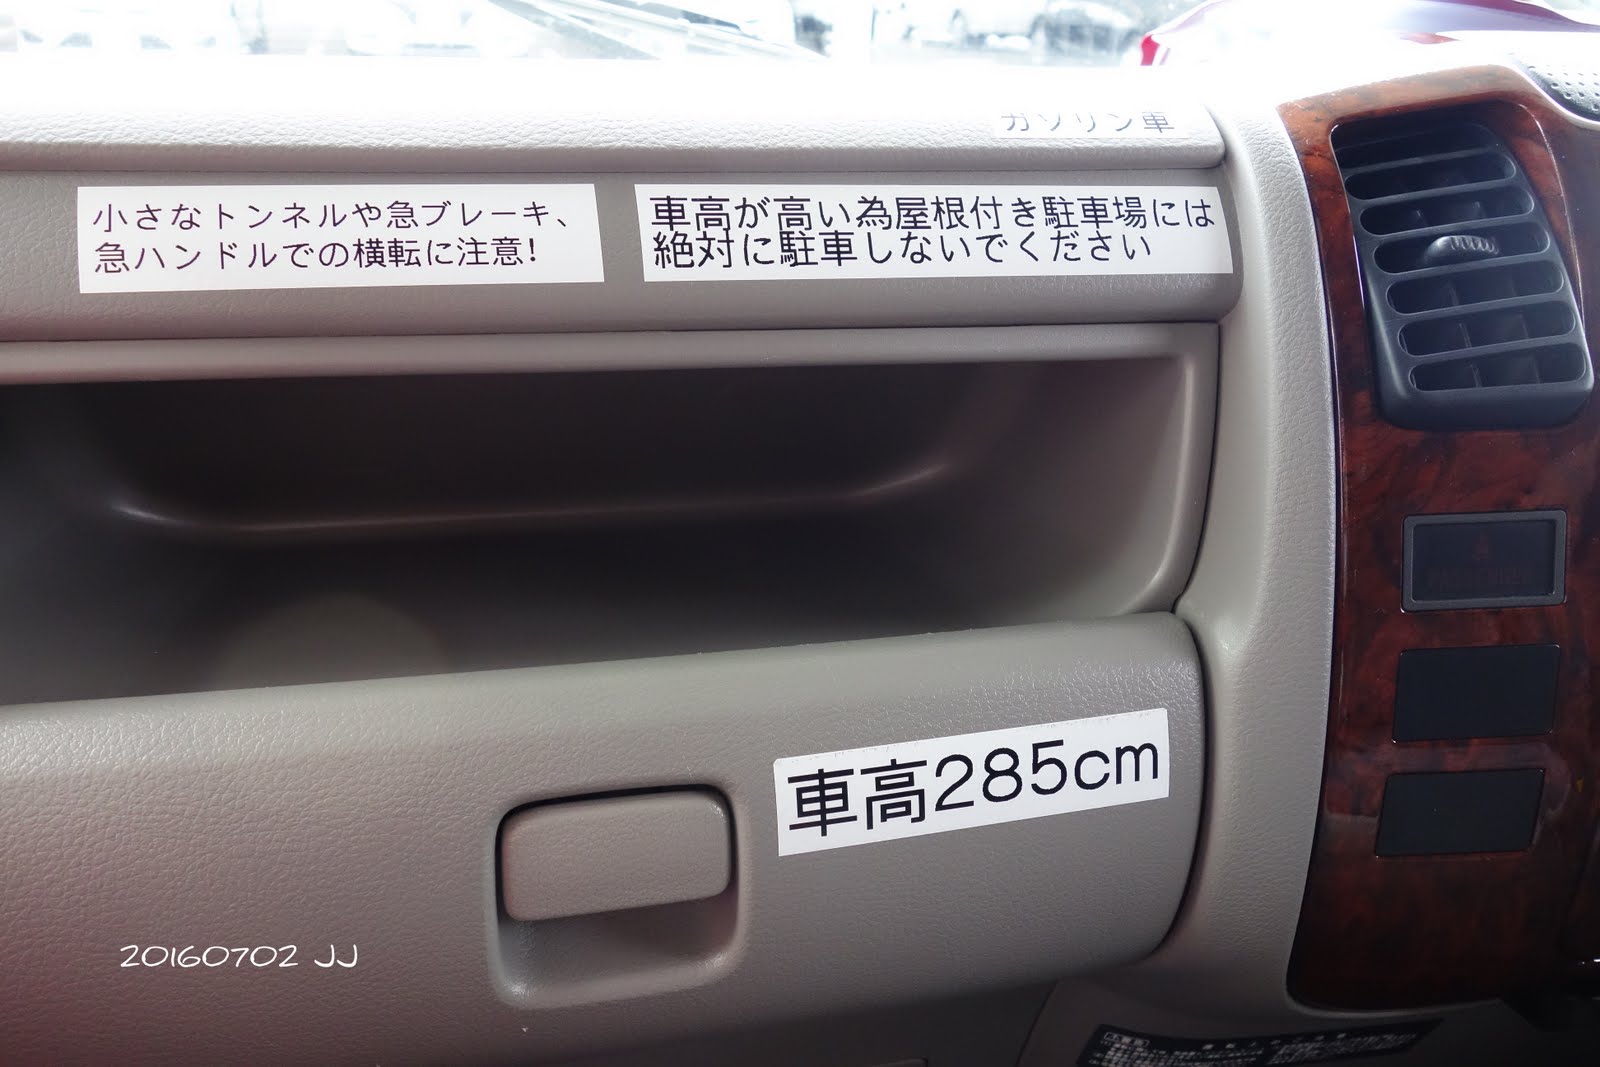 ガソリン車
小さなトンネルや急ブレーキ、
急ハンドルでの横転に注意!
車高が高い為屋根付き駐車場には
絶対に駐車しないでください
車高285cm
20160702 JJ